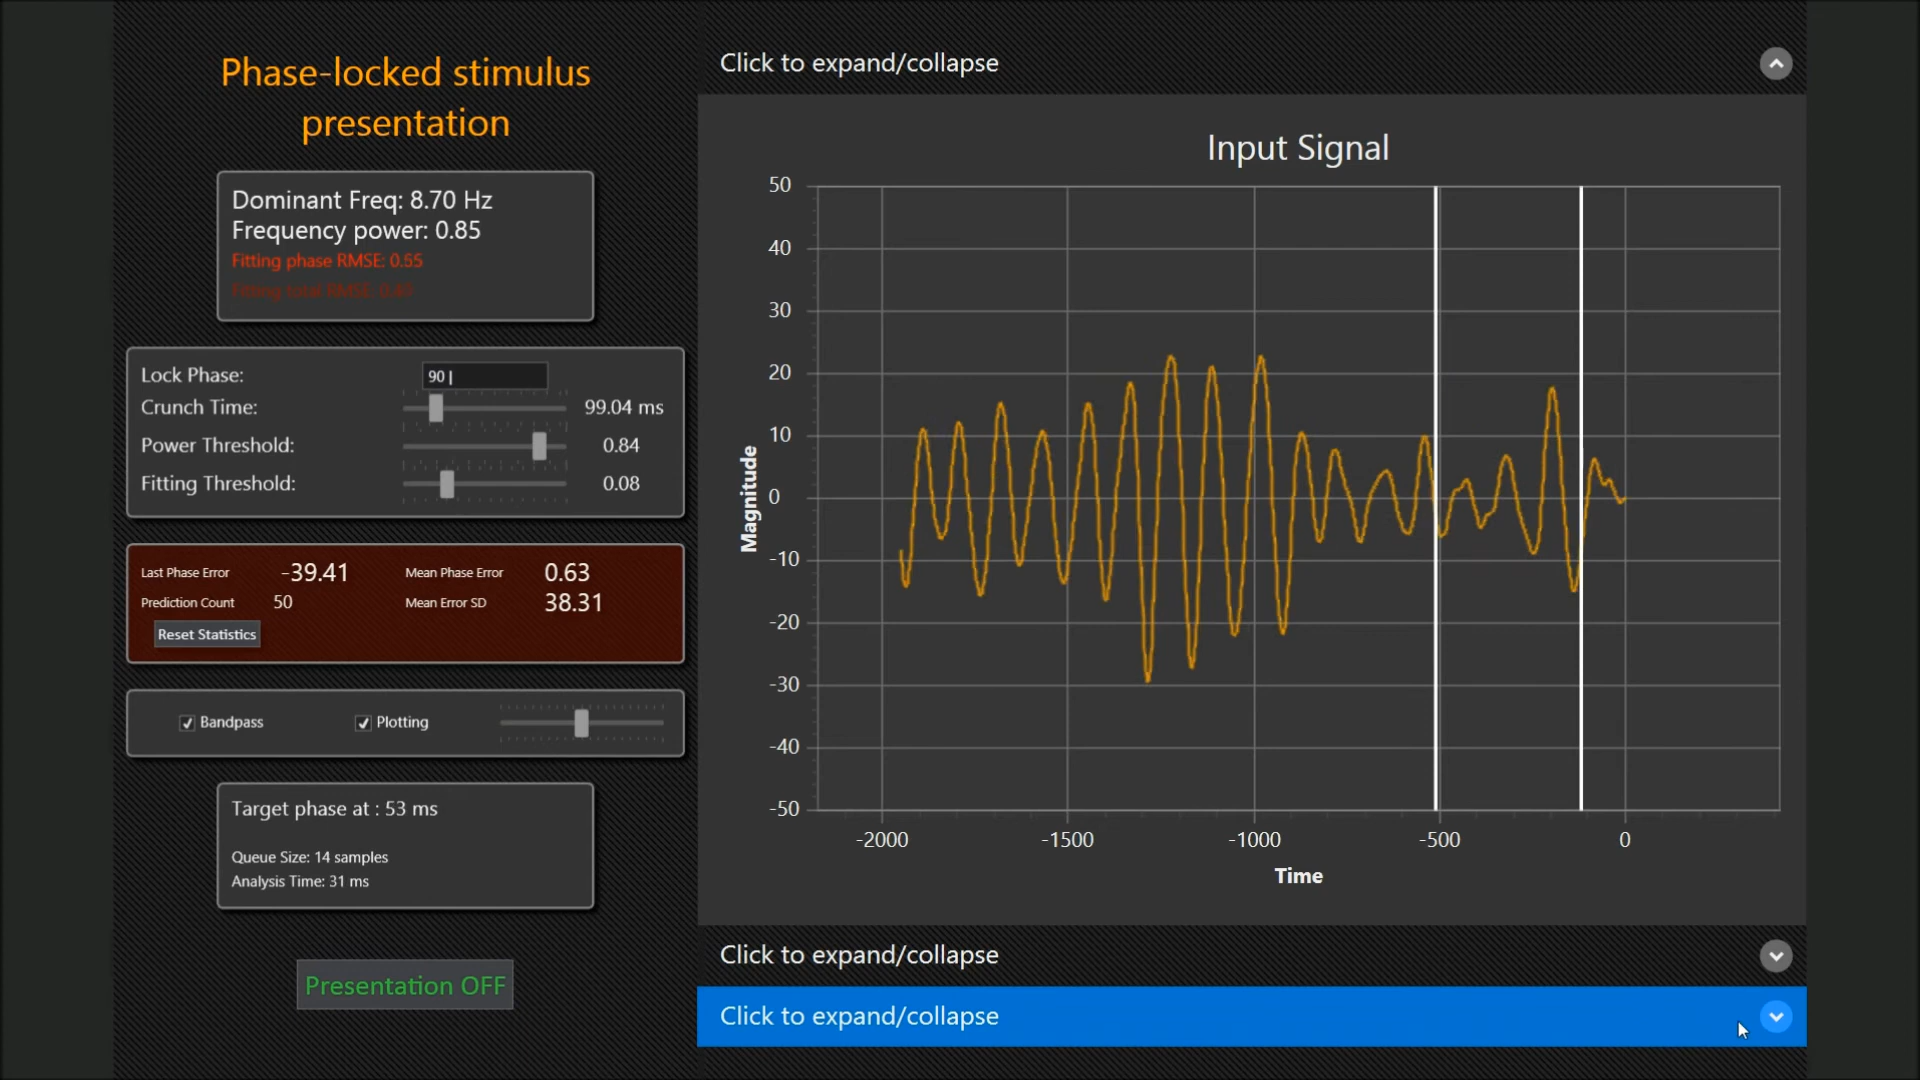 Phase-locked stimulus
presentation
Dominant Freq: 8.70 Hz
Frequency power: 0.85
Fitting phase RMSE: 0.55
Fitting total RMSE:
Lock Phase: 90
Crunch Time: 99.04 ms
Power Threshold: 0.84
Fitting Threshold: 0.08
Last Phase Error -39.41 Mean Phase Error 0.63
Prediction Count 50 Mean Error SD 38.31
Reset Statistics
Bandpass Plotting
Target phase at : 53 ms
Queue Size: 14 samples
Analysis Time: 31 ms
Presentation OFF
Click to expand/collapse
Input Signal
50
40
30
20
10
0
-10
-20
-30
-40
-50
Magnitude
-2000 -1500 -1000 -500 0
Time
Click to expand/collapse
Click to expand/collapse